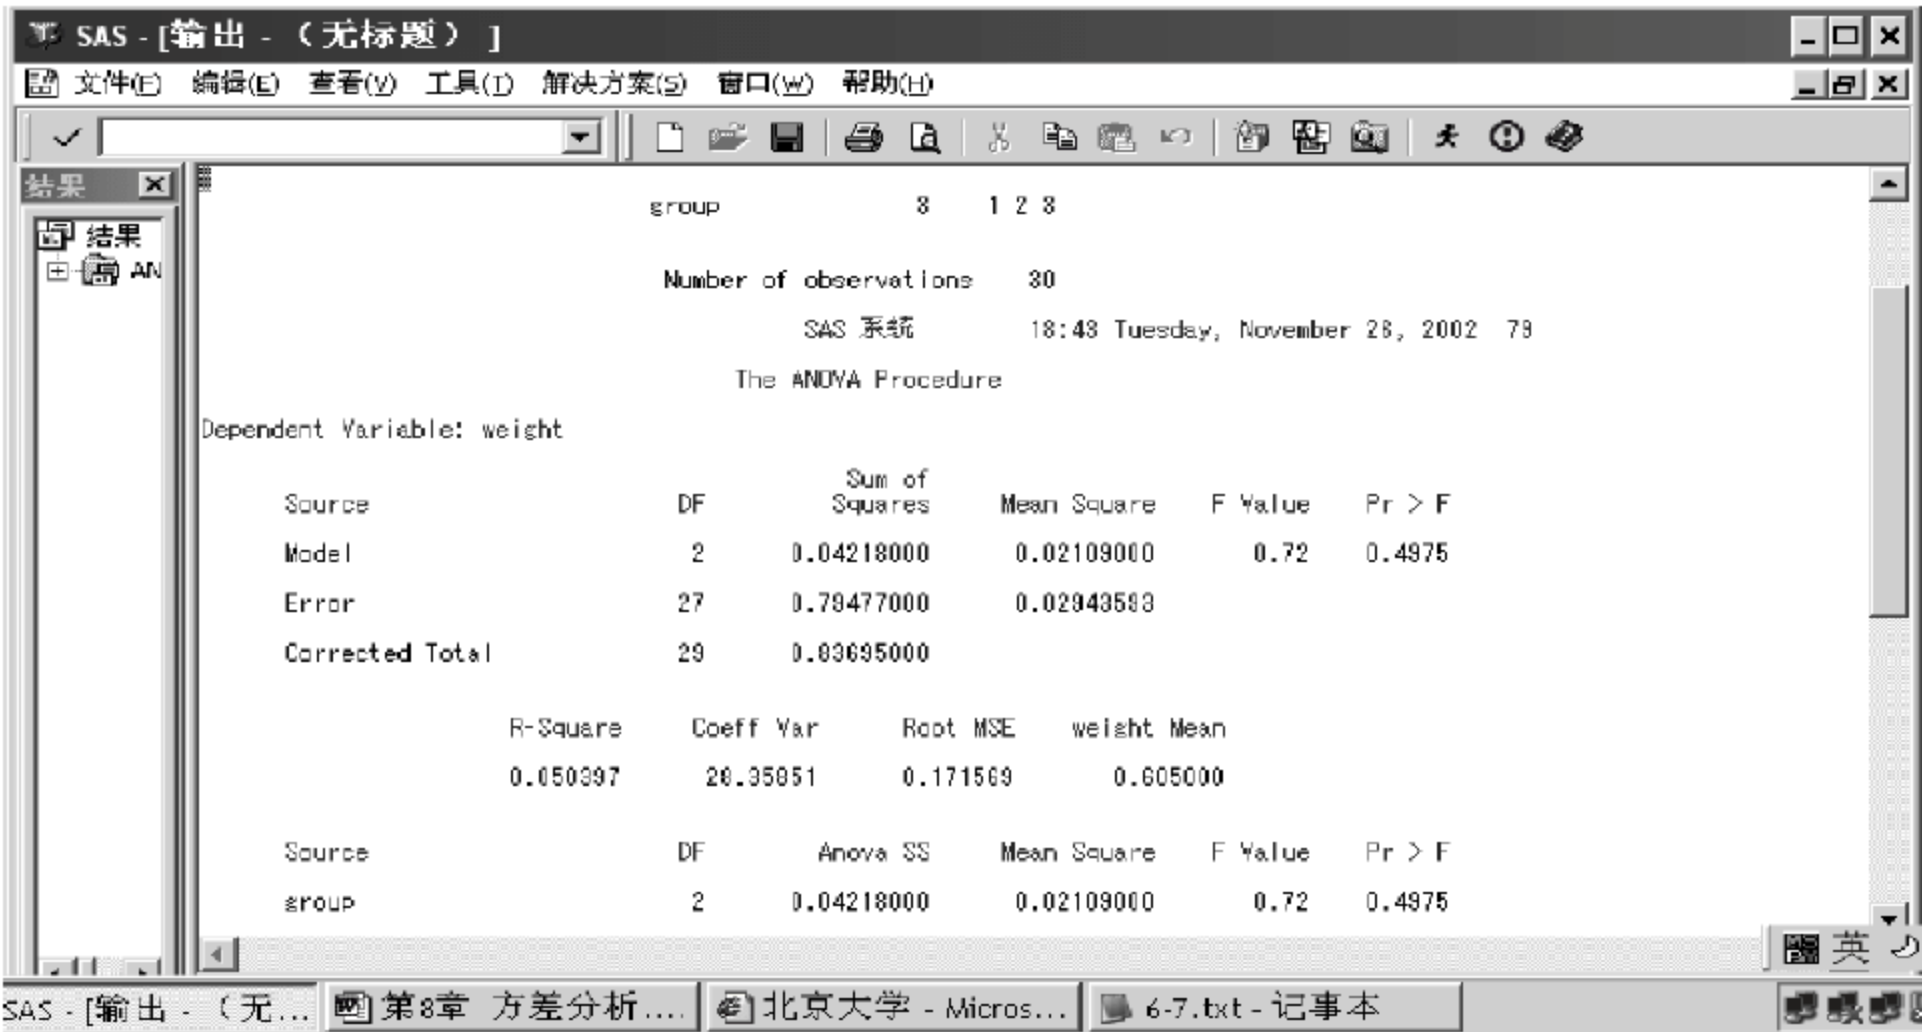 SAS - [输出 - （无标题） ]
文件(F) 编辑(E) 查看(V) 工具(T) 解决方案(S) 窗口(W) 帮助(H)
结果
结果
AN
group 3 1 2 3
Number of observations 30
SAS 系统 18:43 Tuesday, November 26, 2002 79
The ANOVA Procedure
Dependent Variable: weight
Sum of
Source DF Squares Mean Square F Value Pr > F
Model 2 0.04218000 0.02109000 0.72 0.4975
Error 27 0.79477000 0.02943593
Corrected Total 29 0.83695000
R-Square Coeff Var Root MSE weight Mean
0.050397 28.35851 0.171569 0.605000
Source DF Anova SS Mean Square F Value Pr > F
group 2 0.04218000 0.02109000 0.72 0.4975
英
SAS - [输出 - （无... 第8章 方差分析.... 北京大学 - Micros... 6-7.txt - 记事本